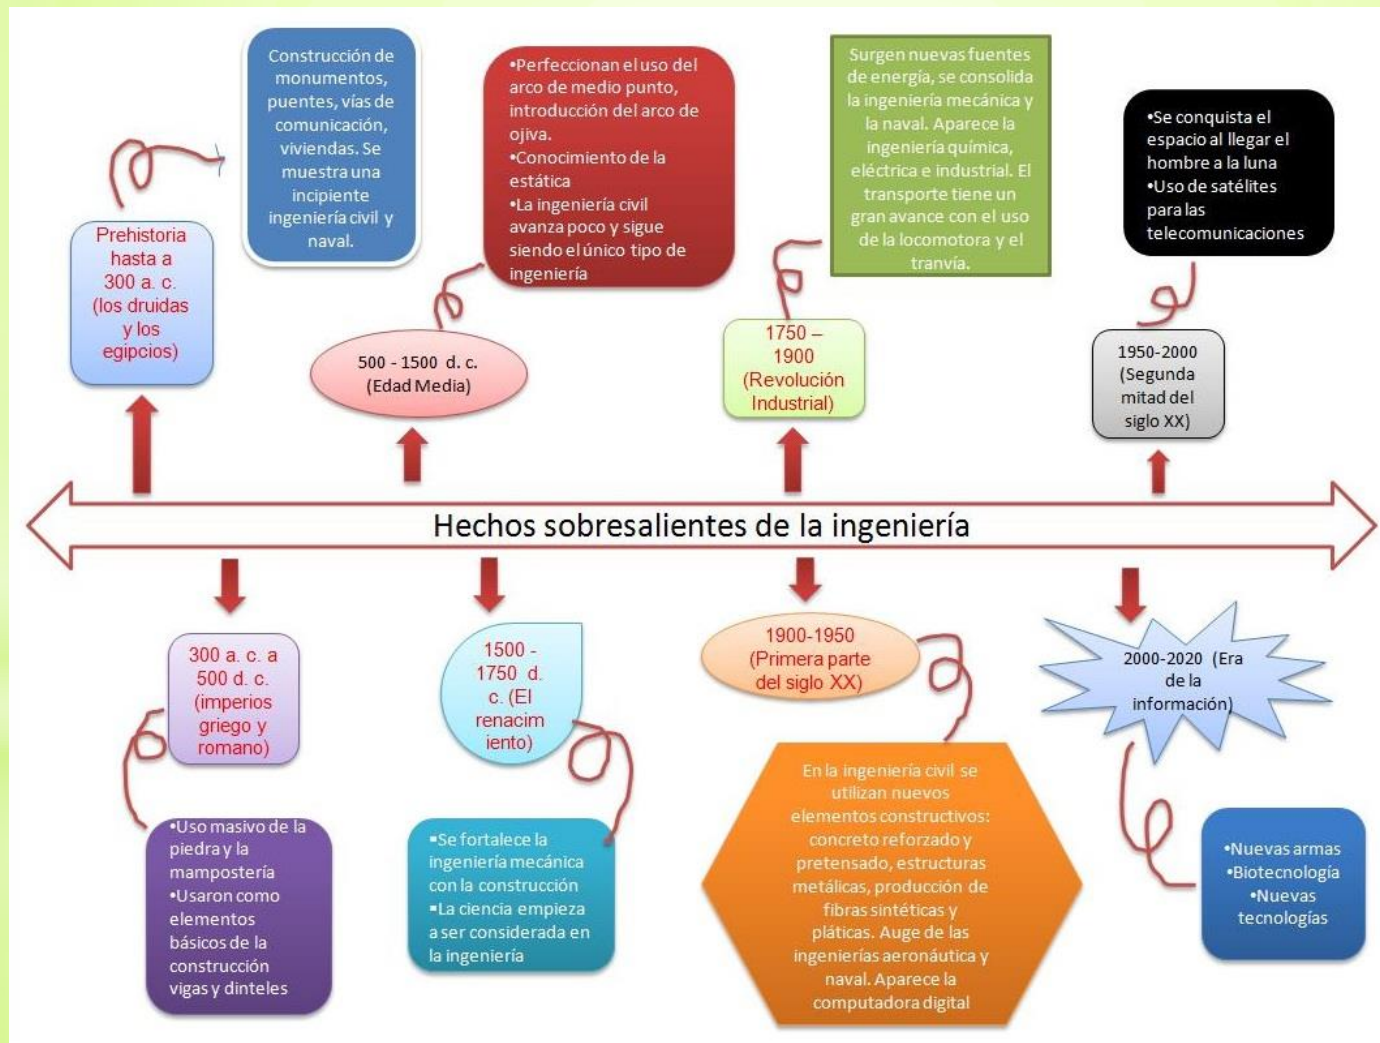 Construcción de
monumentos,
puentes, vías de
comunicación,
viviendas. Se
muestra una
incipiente
ingeniería civil y
naval.
Prehistoria
hasta a
300 a. c.
(los druidas
y los
egipcios)
•Perfeccionan el uso del
arco de medio punto,
introducción del arco de
ojiva.
•Conocimiento de la
estática
•La ingeniería civil
avanza poco y sigue
siendo el único tipo de
ingeniería
500 - 1500 d. c.
(Edad Media)
Surgen nuevas fuentes
de energía, se consolida
la ingeniería mecánica y
la naval. Aparece la
ingeniería química,
eléctrica e industrial. El
transporte tiene un
gran avance con el uso
de la locomotora y el
tranvía.
1750 –
1900
(Revolución
Industrial)
•Se conquista el
espacio al llegar el
hombre a la luna
•Uso de satélites
para las
telecomunicaciones
1950-2000
(Segunda
mitad del
siglo XX)
Hechos sobresalientes de la ingeniería
300 a. c. a
500 d. c.
(imperios
griego y
romano)
•Uso masivo de la
piedra y la
mampostería
•Usaron como
elementos
básicos de la
construcción
vigas y dinteles
1500 -
1750 d.
c. (El
renacim
iento)
▪Se fortalece la
ingeniería mecánica
con la construcción
▪La ciencia empieza
a ser considerada en
la ingeniería
1900-1950
(Primera parte
del siglo XX)
En la ingeniería civil se
utilizan nuevos
elementos constructivos:
concreto reforzado y
pretensado, estructuras
metálicas, producción de
fibras sintéticas y
pláticas. Auge de las
ingenierías aeronáutica y
naval. Aparece la
computadora digital
2000-2020 (Era
de la
información)
•Nuevas armas
•Biotecnología
•Nuevas
tecnologías